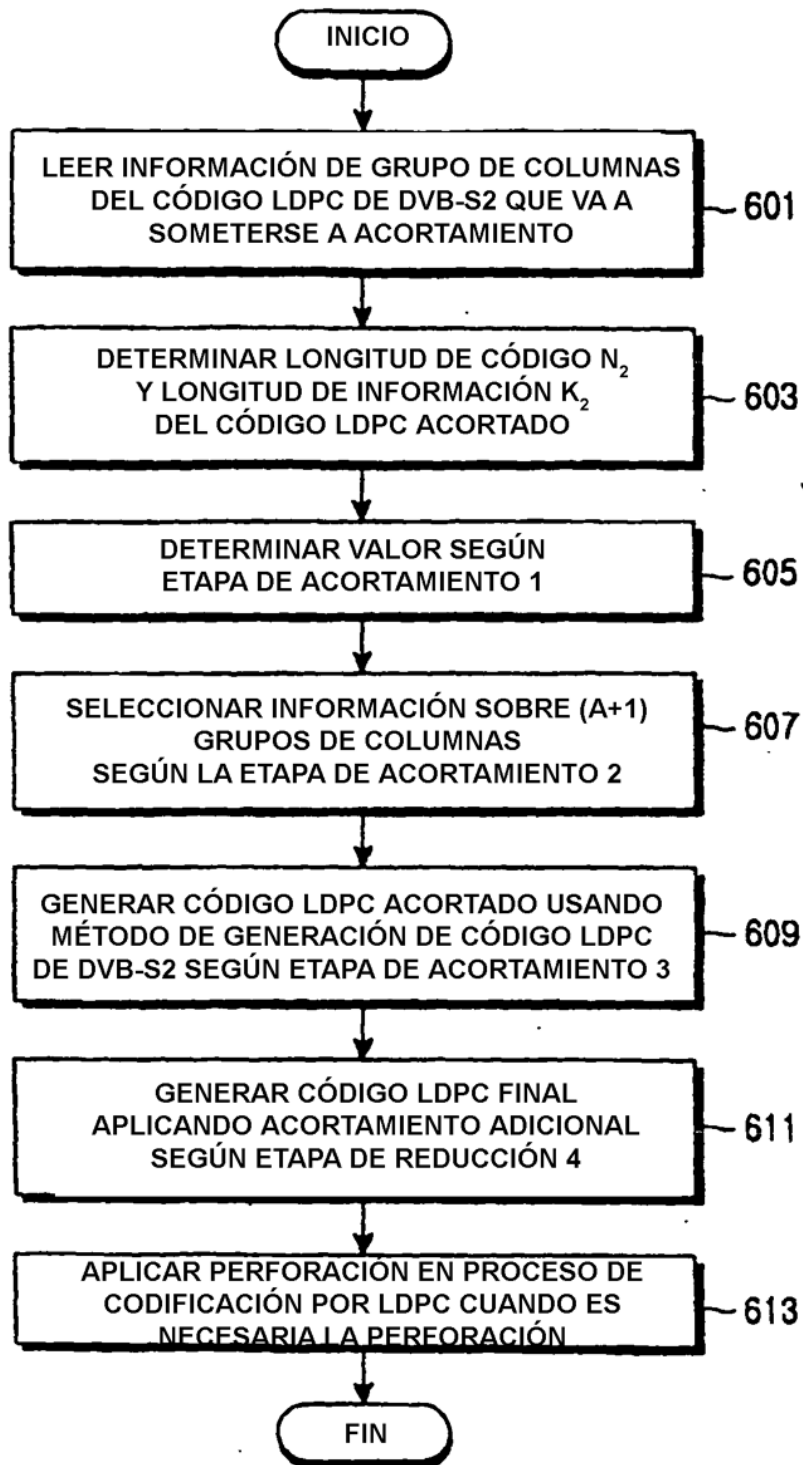 INICIO
LEER INFORMACIÓN DE GRUPO DE COLUMNAS
DEL CÓDIGO LDPC DE DVB-S2 QUE VA A
SOMETERSE A ACORTAMIENTO
601
DETERMINAR LONGITUD DE CÓDIGO N₂
Y LONGITUD DE INFORMACIÓN K₂
DEL CÓDIGO LDPC ACORTADO
603
DETERMINAR VALOR SEGÚN
ETAPA DE ACORTAMIENTO 1
605
SELECCIONAR INFORMACIÓN SOBRE (A+1)
GRUPOS DE COLUMNAS
SEGÚN LA ETAPA DE ACORTAMIENTO 2
607
GENERAR CÓDIGO LDPC ACORTADO USANDO
MÉTODO DE GENERACIÓN DE CÓDIGO LDPC
DE DVB-S2 SEGÚN ETAPA DE ACORTAMIENTO 3
609
GENERAR CÓDIGO LDPC FINAL
APLICANDO ACORTAMIENTO ADICIONAL
SEGÚN ETAPA DE REDUCCIÓN 4
611
APLICAR PERFORACIÓN EN PROCESO DE
CODIFICACIÓN POR LDPC CUANDO ES
NECESARIA LA PERFORACIÓN
613
FIN